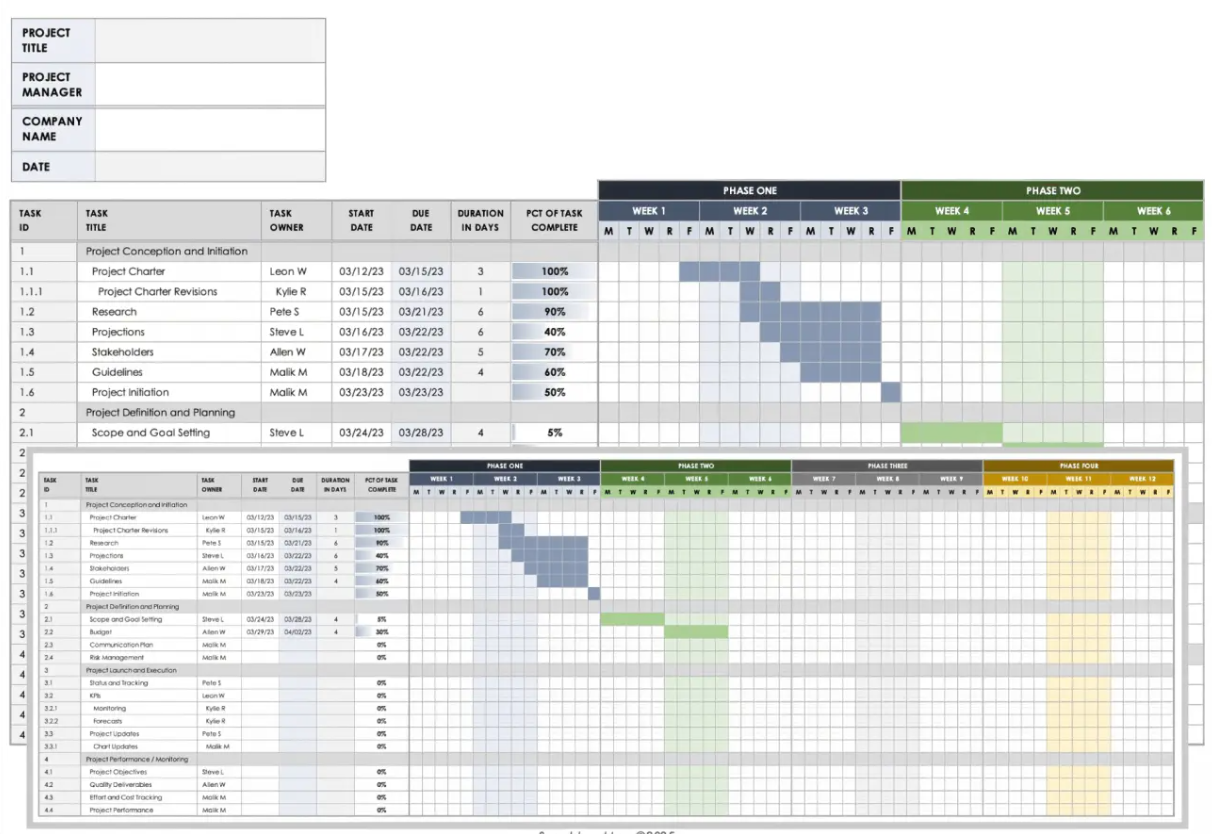 PROJECT
TITLE
PROJECT
MANAGER
COMPANY
NAME
DATE
PHASE ONE PHASE TWO
TASK TASK TASK START DUE DURATION PCT OF TASK WEEK 1 WEEK 2 WEEK 3 WEEK 4 WEEK 5 WEEK 6
ID TITLE OWNER DATE DATE IN DAYS COMPLETE M T W R F M T W R F M T W R F M T W R F M T W R F M T W R F
1 Project Conception and Initiation
1.1 Project Charter Leon W 03/12/23 03/15/23 3 100%
1.1.1 Project Charter Revisions Kylie R 03/15/23 03/16/23 1 100%
1.2 Research Pete S 03/15/23 03/21/23 6 90%
1.3 Projections Steve L 03/16/23 03/22/23 6 40%
1.4 Stakeholders Allen W 03/17/23 03/22/23 5 70%
1.5 Guidelines Malik M 03/18/23 03/22/23 4 60%
1.6 Project Initiation Malik M 03/23/23 03/23/23 50%
2 Project Definition and Planning
2.1 Scope and Goal Setting Steve L 03/24/23 03/28/23 4 5%
2
2
2
3
3
3
3
3
3
3
4
4
4
4
4
PHASE ONE PHASE TWO PHASE THREE PHASE FOUR
TASK TASK TASK START DUE DURATION PCT OF TASK WEEK 1 WEEK 2 WEEK 3 WEEK 4 WEEK 5 WEEK 6 WEEK 7 WEEK 8 WEEK 9 WEEK 10 WEEK 11 WEEK 12
ID TITLE OWNER DATE DATE IN DAYS COMPLETE M T W R F M T W R F M T W R F M T W R F M T W R F M T W R F M T W R F M T W R F M T W R F M T W R F M T W R F M T W R F
1 Project Conception and Initiation
1.1 Project Charter Leon W 03/12/23 03/15/23 3 100%
1.1.1 Project Charter Revisions Kylie R 03/15/23 03/16/23 1 100%
1.2 Research Pete S 03/15/23 03/21/23 6 90%
1.3 Projections Steve L 03/16/23 03/22/23 6 40%
1.4 Stakeholders Allen W 03/17/23 03/22/23 5 70%
1.5 Guidelines Malik M 03/18/23 03/22/23 4 60%
1.6 Project Initiation Malik M 03/23/23 03/23/23 50%
2 Project Definition and Planning
2.1 Scope and Goal Setting Steve L 03/24/23 03/28/23 4 5%
2.2 Budget Allen W 03/29/23 04/02/23 4 30%
2.3 Communication Plan Malik M 0%
2.4 Risk Management Malik M 0%
3 Project Launch and Execution
3.1 Status and Tracking Pete S 0%
3.2 KPIs Leon W 0%
3.2.1 Monitoring Kylie R 0%
3.2.2 Forecasts Kylie R 0%
3.3 Project Updates Pete S 0%
3.3.1 Chart Updates Malik M 0%
4 Project Performance / Monitoring
4.1 Project Objectives Steve L 0%
4.2 Quality Deliverables Allen W 0%
4.3 Effort and Cost Tracking Malik M 0%
4.4 Project Performance Malik M 0%